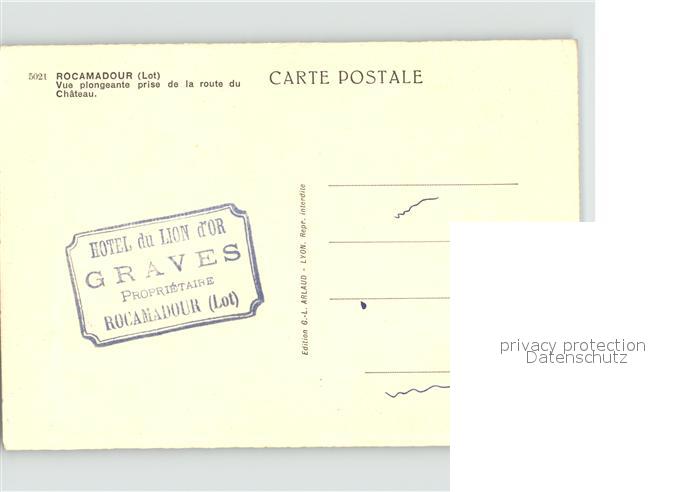 5021 ROCAMADOUR (Lot)
Vue plongeante prise de la route du
Château.
CARTE POSTALE
HOTEL du LION d'OR
GRAVES
PROPRIÉTAIRE
ROCAMADOUR (Lot)
Edition G.-L. ARLAUD - LYON. Repr. interdite
privacy protection
Datenschutz